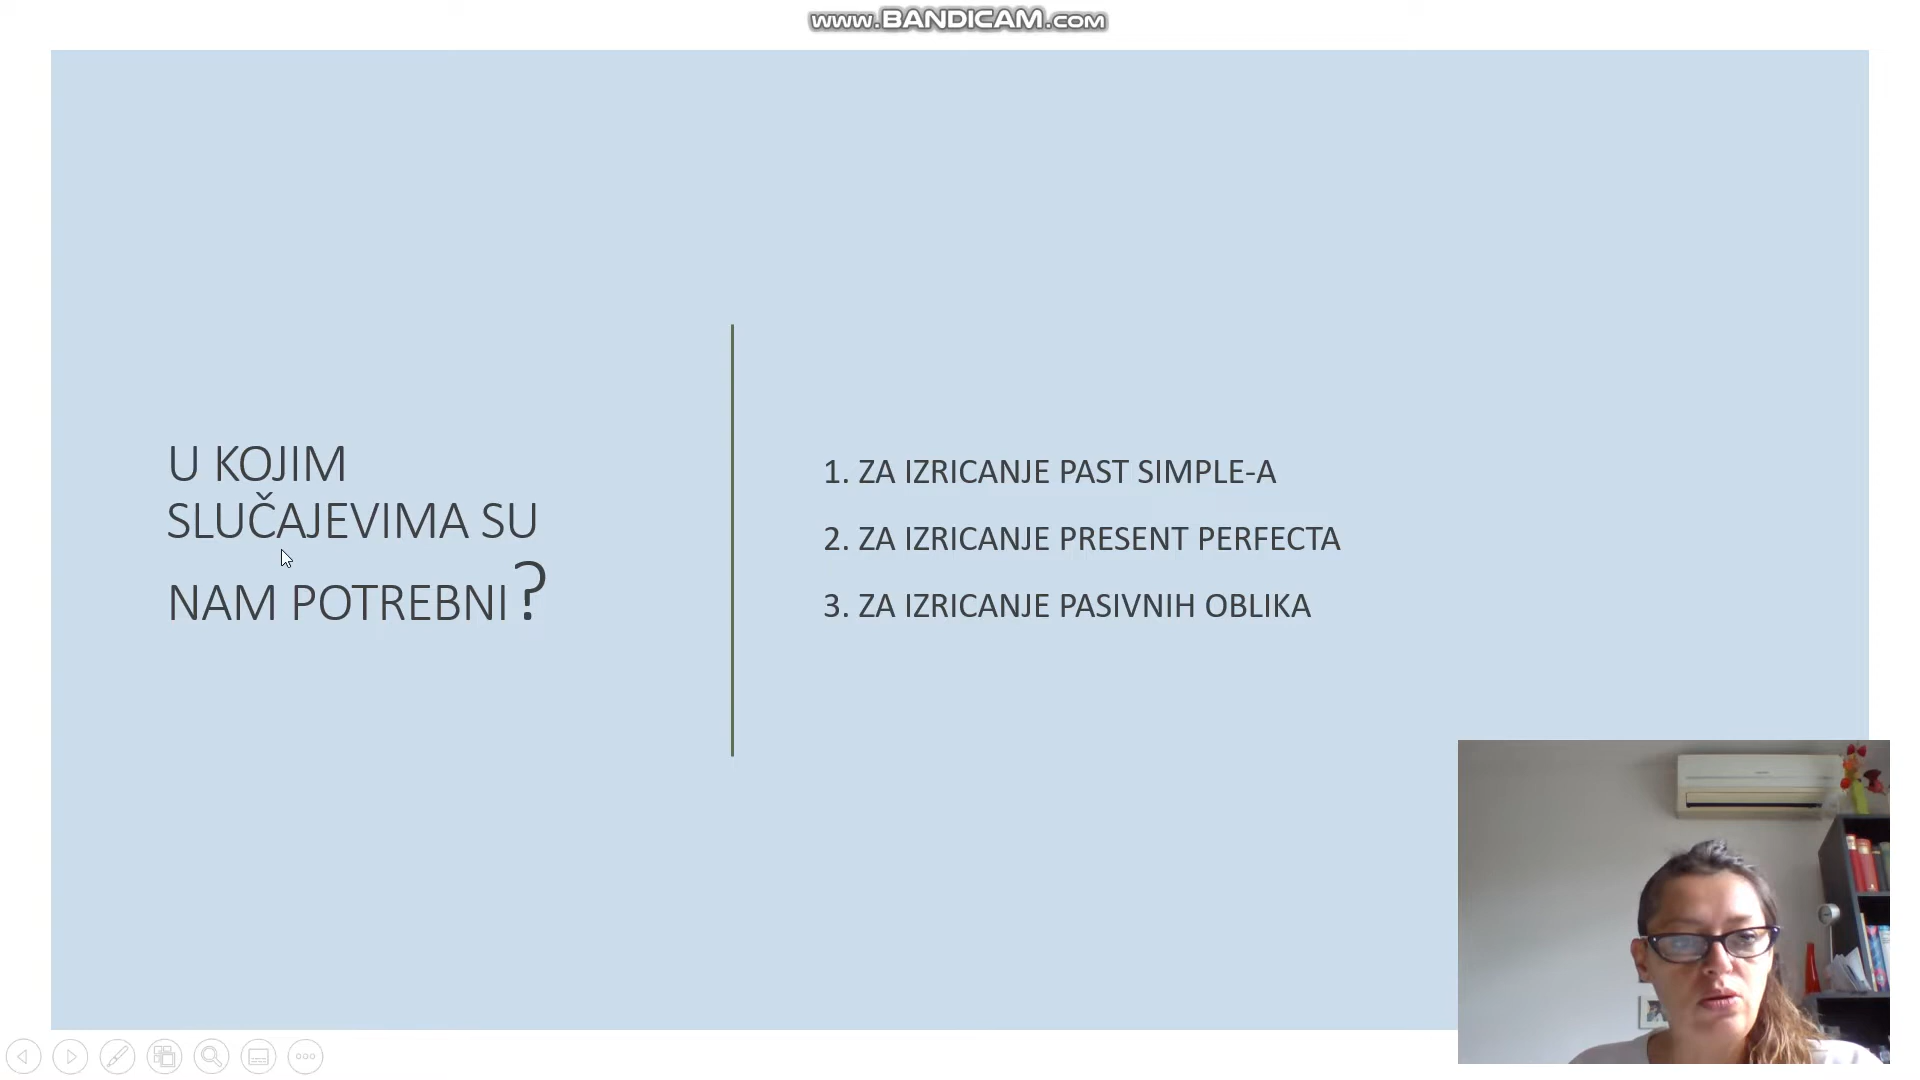 www.BANDICAM.com
U KOJIM
SLUČAJEVIMA SU
NAM POTREBNI?
1. ZA IZRICANJE PAST SIMPLE-A
2. ZA IZRICANJE PRESENT PERFECTA
3. ZA IZRICANJE PASIVNIH OBLIKA